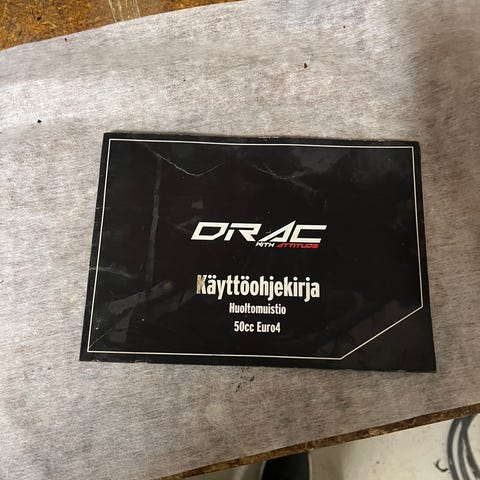 DRAC
WITH ATTITUDE
Käyttöohjekirja
Huoltomuistio
50cc Euro4